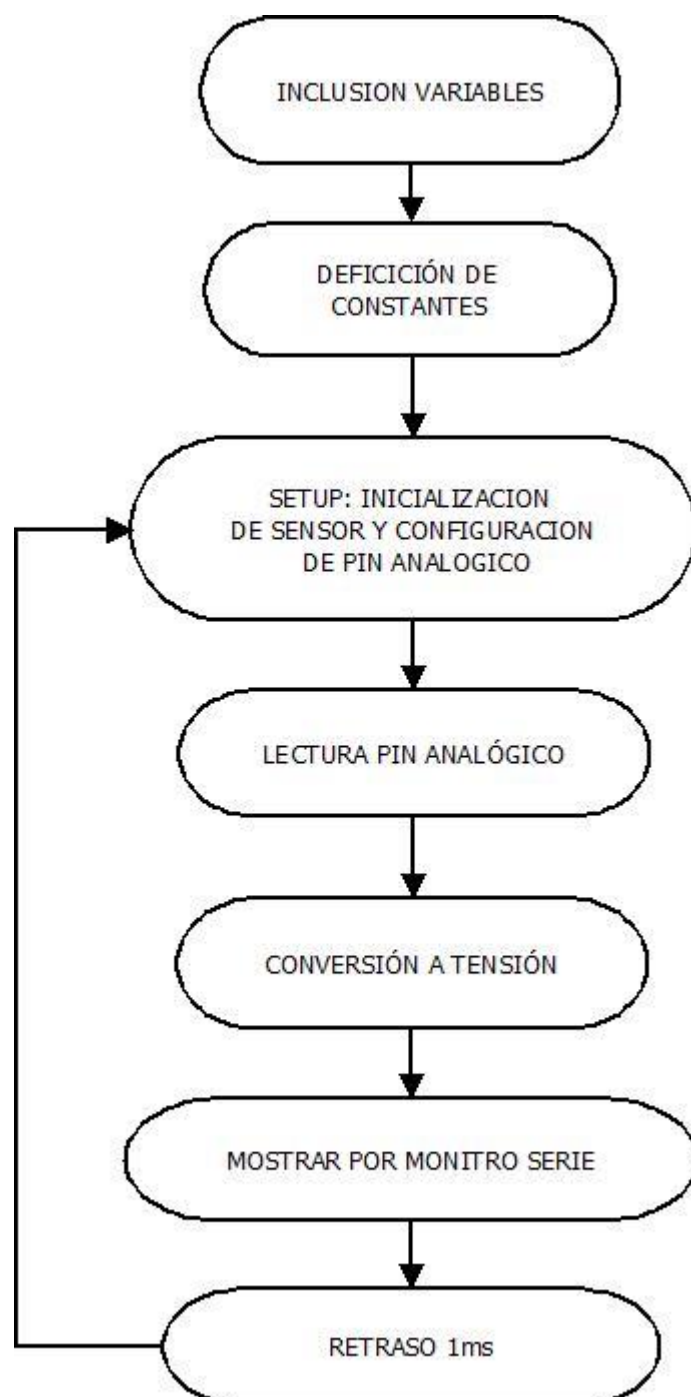 INCLUSION VARIABLES
DEFICICIÓN DE
CONSTANTES
SETUP: INICIALIZACION
DE SENSOR Y CONFIGURACION
DE PIN ANALOGICO
LECTURA PIN ANALÓGICO
CONVERSIÓN A TENSIÓN
MOSTRAR POR MONITRO SERIE
RETRASO 1ms